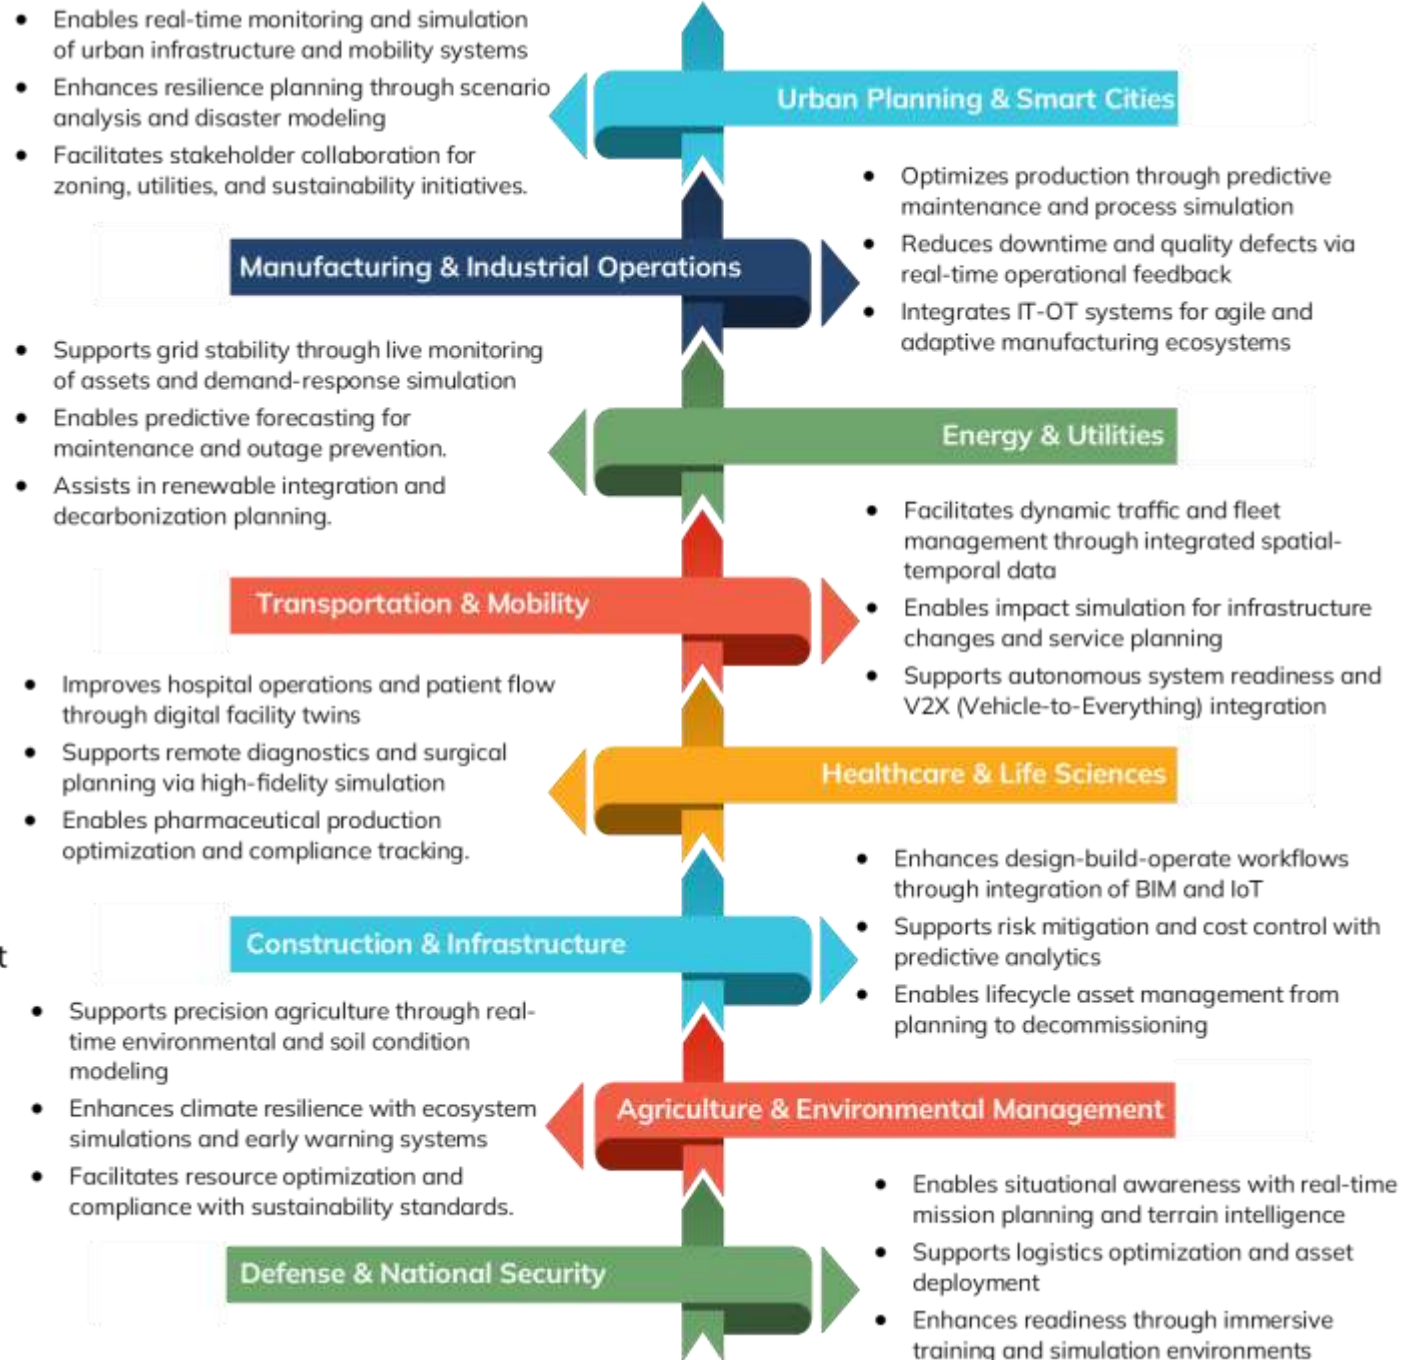 • Enables real-time monitoring and simulation
of urban infrastructure and mobility systems
• Enhances resilience planning through scenario
analysis and disaster modeling
• Facilitates stakeholder collaboration for
zoning, utilities, and sustainability initiatives.
Urban Planning & Smart Cities
Manufacturing & Industrial Operations
• Optimizes production through predictive
maintenance and process simulation
• Reduces downtime and quality defects via
real-time operational feedback
• Integrates IT-OT systems for agile and
adaptive manufacturing ecosystems
• Supports grid stability through live monitoring
of assets and demand-response simulation
• Enables predictive forecasting for
maintenance and outage prevention.
• Assists in renewable integration and
decarbonization planning.
Energy & Utilities
Transportation & Mobility
• Facilitates dynamic traffic and fleet
management through integrated spatial-
temporal data
• Enables impact simulation for infrastructure
changes and service planning
• Supports autonomous system readiness and
V2X (Vehicle-to-Everything) integration
• Improves hospital operations and patient flow
through digital facility twins
• Supports remote diagnostics and surgical
planning via high-fidelity simulation
• Enables pharmaceutical production
optimization and compliance tracking.
Healthcare & Life Sciences
t
Construction & Infrastructure
• Enhances design-build-operate workflows
through integration of BIM and IoT
• Supports risk mitigation and cost control with
predictive analytics
• Enables lifecycle asset management from
planning to decommissioning
• Supports precision agriculture through real-
time environmental and soil condition
modeling
• Enhances climate resilience with ecosystem
simulations and early warning systems
• Facilitates resource optimization and
compliance with sustainability standards.
Agriculture & Environmental Management
Defense & National Security
• Enables situational awareness with real-time
mission planning and terrain intelligence
• Supports logistics optimization and asset
deployment
• Enhances readiness through immersive
training and simulation environments